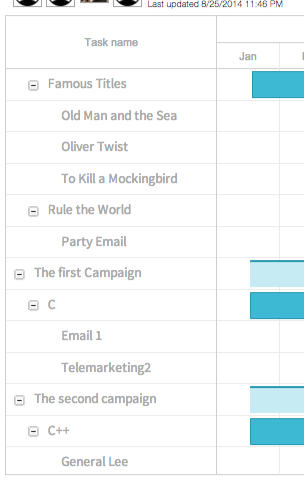 Last updated 8/25/2014 11:46 PM
Task name
Jan
Famous Titles
Old Man and the Sea
Oliver Twist
To Kill a Mockingbird
Rule the World
Party Email
The first Campaign
C
Email 1
Telemarketing2
The second campaign
C++
General Lee